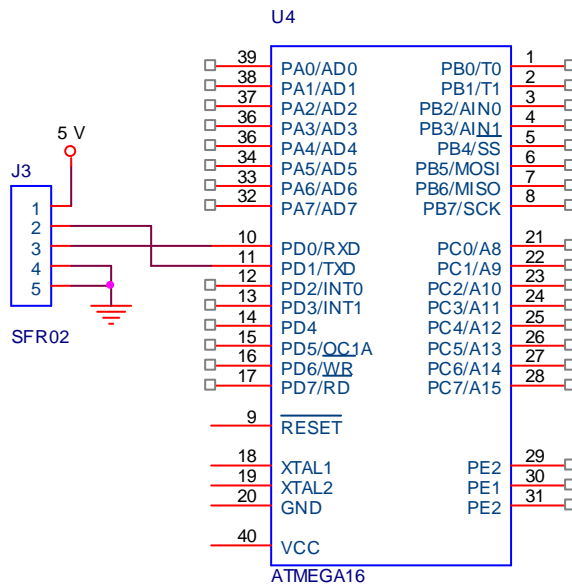 U4
39 PA0/AD0 PB0/T0 1
38 PA1/AD1 PB1/T1 2
37 PA2/AD2 PB2/AIN0 3
36 PA3/AD3 PB3/AIN1 4
36 PA4/AD4 PB4/SS 5
34 PA5/AD5 PB5/MOSI 6
33 PA6/AD6 PB6/MISO 7
32 PA7/AD7 PB7/SCK 8
5 V
J3
1
2
3
4
5
SFR02
10 PD0/RXD PC0/A8 21
11 PD1/TXD PC1/A9 22
12 PD2/INT0 PC2/A10 23
13 PD3/INT1 PC3/A11 24
14 PD4 PC4/A12 25
15 PD5/OC1A PC5/A13 26
16 PD6/WR PC6/A14 27
17 PD7/RD PC7/A15 28
9 RESET
18 XTAL1 PE2 29
19 XTAL2 PE1 30
20 GND PE2 31
40 VCC
ATMEGA16